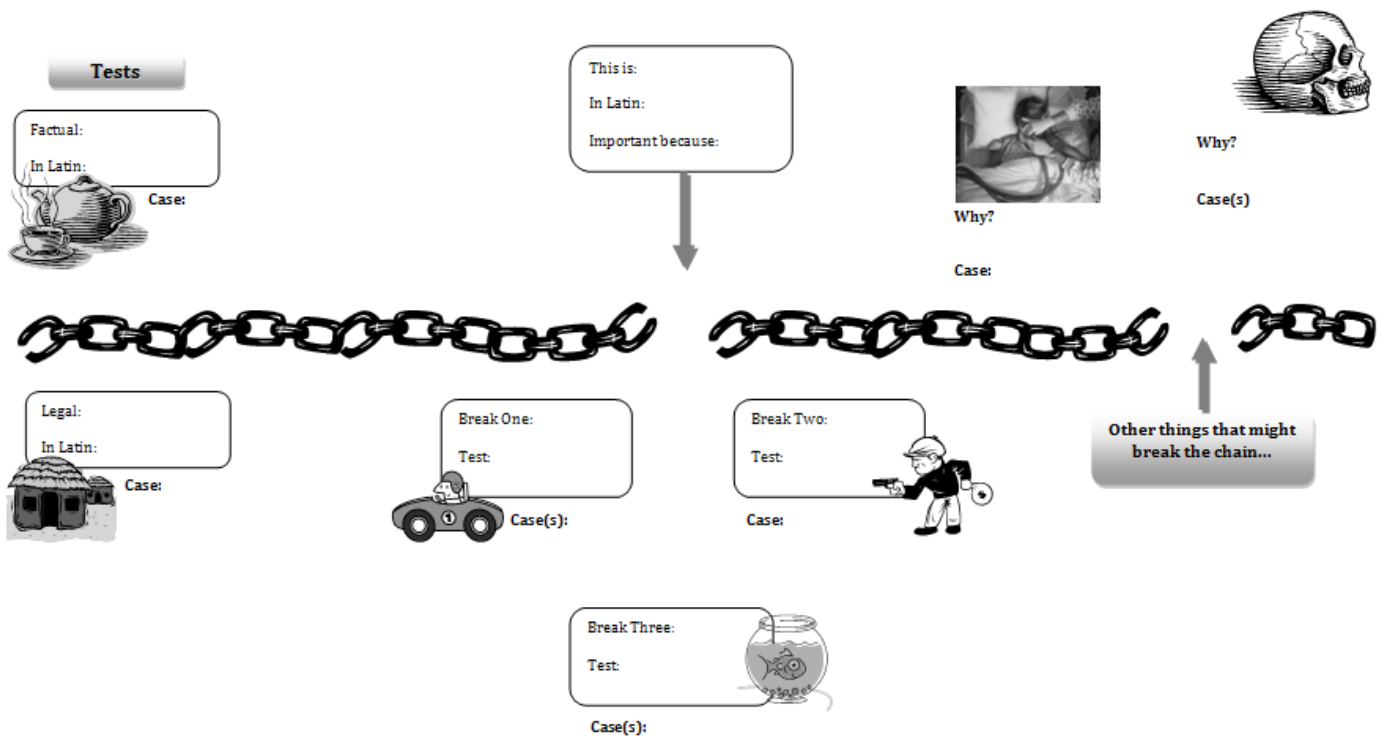 Tests
Factual:
In Latin:
Case:
This is:
In Latin:
Important because:
Why?
Case:
Why?
Case(s)
Legal:
In Latin:
Case:
Break One:
Test:
1
Case(s):
Break Two:
Test:
Case:
Other things that might
break the chain...
Break Three:
Test:
Case(s):